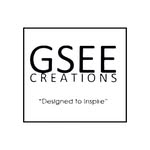 GSEE
CREATIONS
"Designed to Inspire"